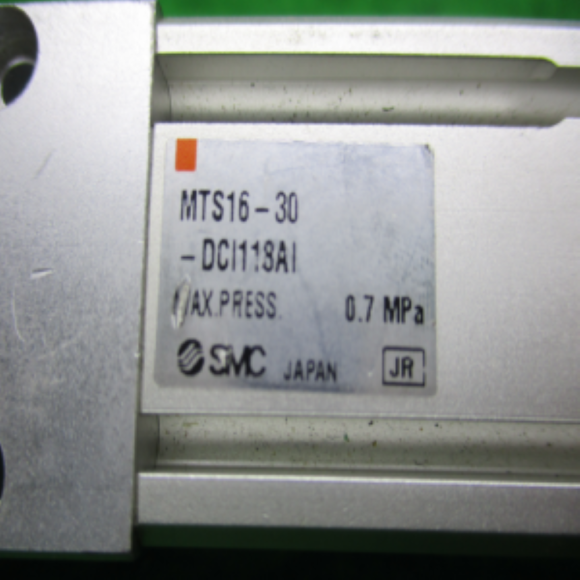 MTS16-30
-DCI118AI
MAX.PRESS. 0.7 MPa
SMC JAPAN JR